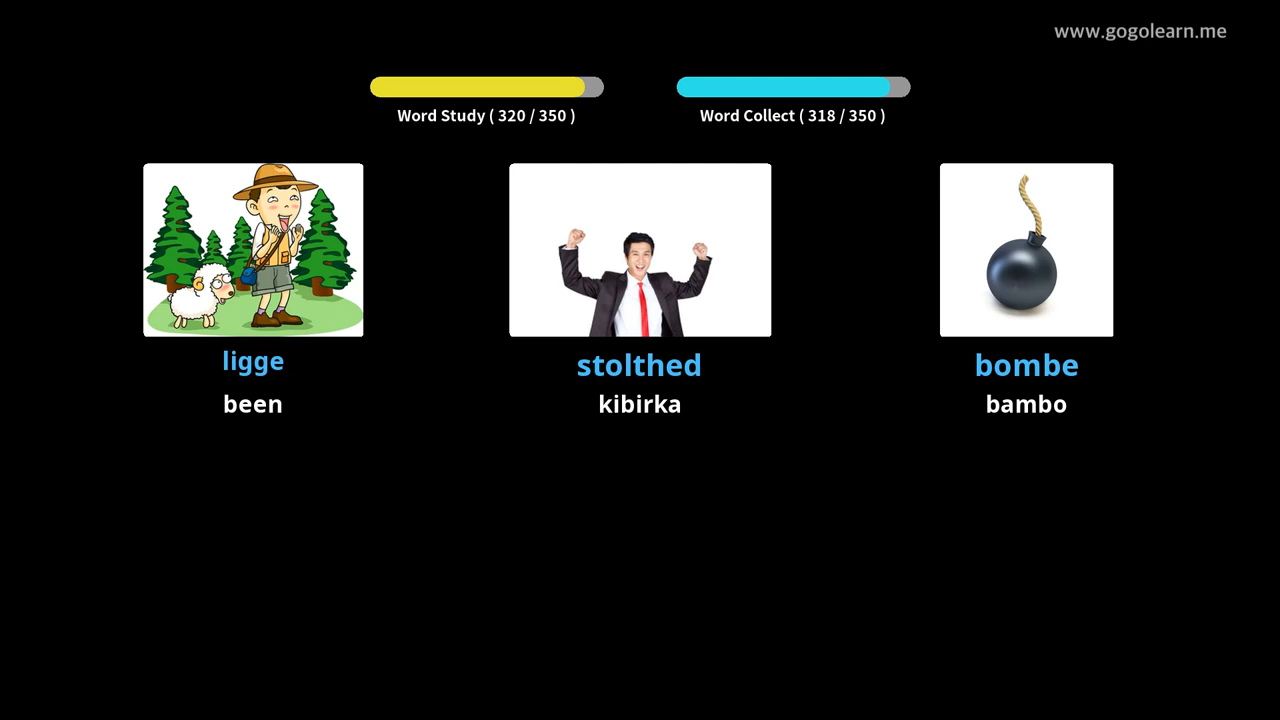 www.gogolearn.me
Word Study ( 320 / 350 )
Word Collect ( 318 / 350 )
ligge
stolthed
bombe
been
kibirka
bambo